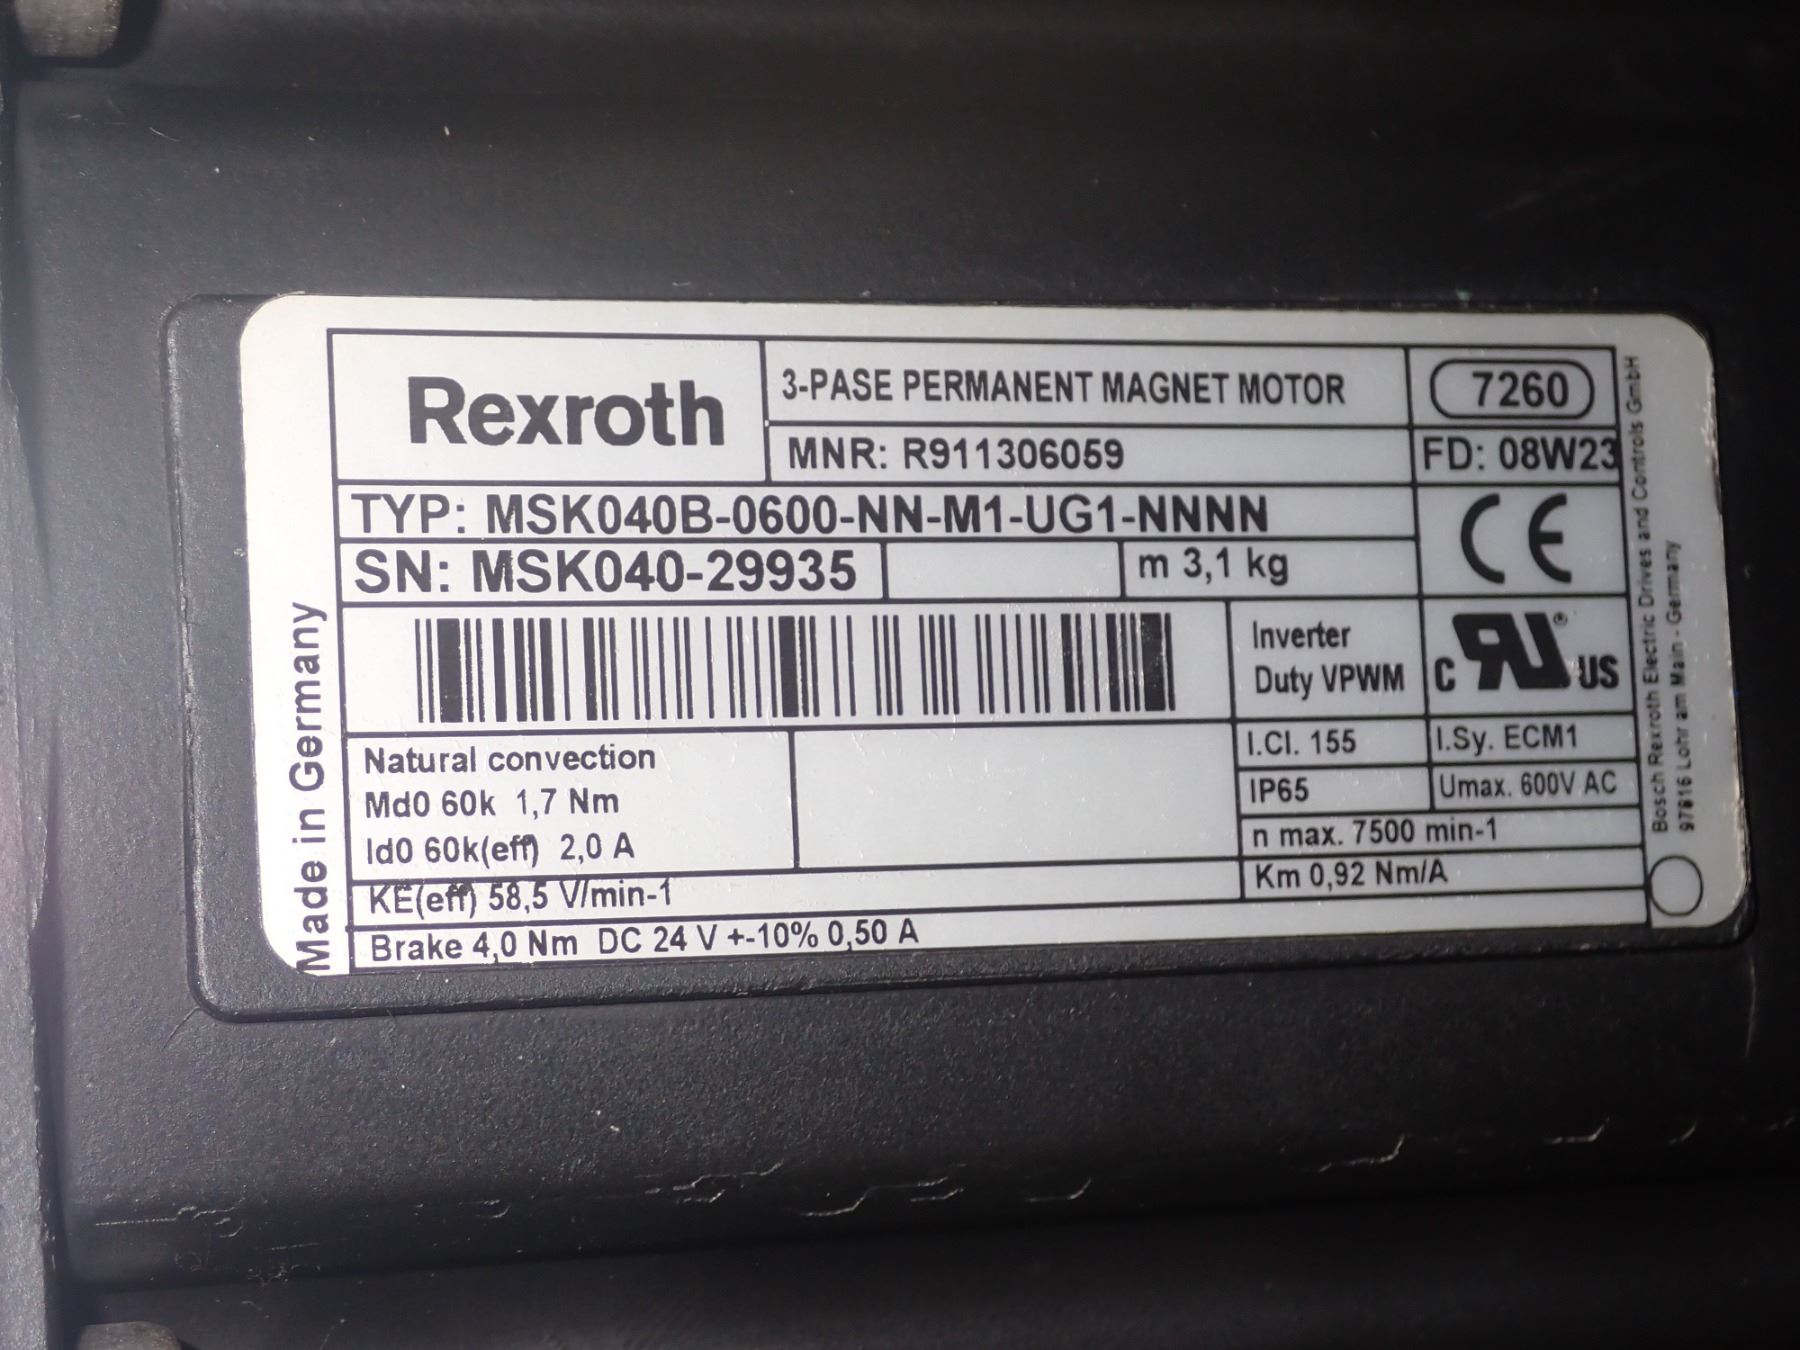 Rexroth
3-PASE PERMANENT MAGNET MOTOR
7260
MNR: R911306059
FD: 08W23
TYP: MSK040B-0600-NN-M1-UG1-NNNN
CE
SN: MSK040-29935
m 3,1 kg
Inverter
Duty VPWM
c RU ® US
Natural convection
Md0 60k 1,7 Nm
Id0 60k(eff) 2,0 A
I.Cl. 155
I.Sy. ECM1
IP65
Umax. 600V AC
n max. 7500 min-1
KE(eff) 58,5 V/min-1
Km 0,92 Nm/A
Brake 4,0 Nm DC 24 V +-10% 0,50 A
Made in Germany
Bosch Rexroth Electric Drives and Controls GmbH
97816 Lohr am Main - Germany